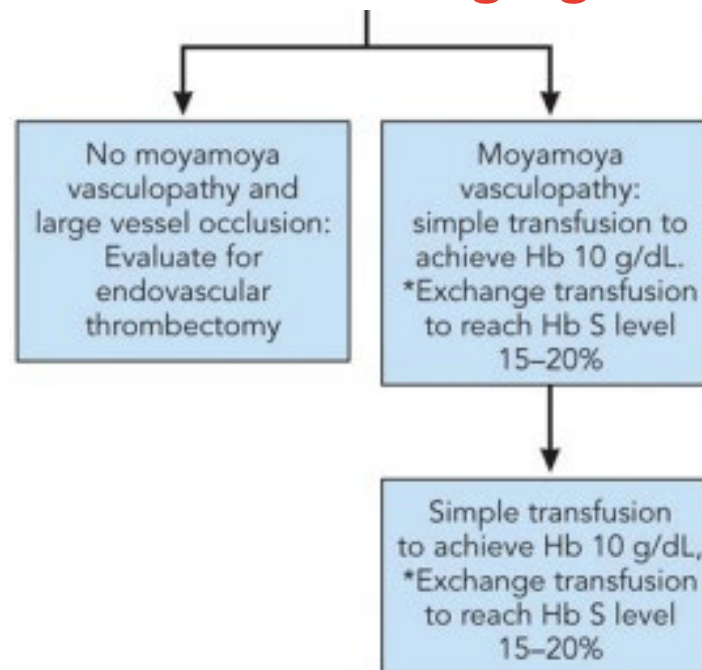 No moyamoya
vasculopathy and
large vessel occlusion:
Evaluate for
endovascular
thrombectomy
Moyamoya
vasculopathy:
simple transfusion to
achieve Hb 10 g/dL.
*Exchange transfusion
to reach Hb S level
15–20%
Simple transfusion
to achieve Hb 10 g/dL,
*Exchange transfusion
to reach Hb S level
15–20%